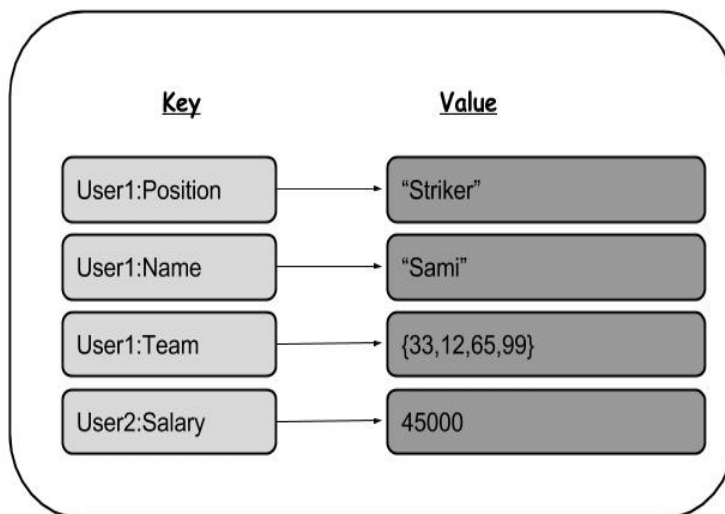 Key Value
User1:Position “Striker”
User1:Name “Sami”
User1:Team {33,12,65,99}
User2:Salary 45000